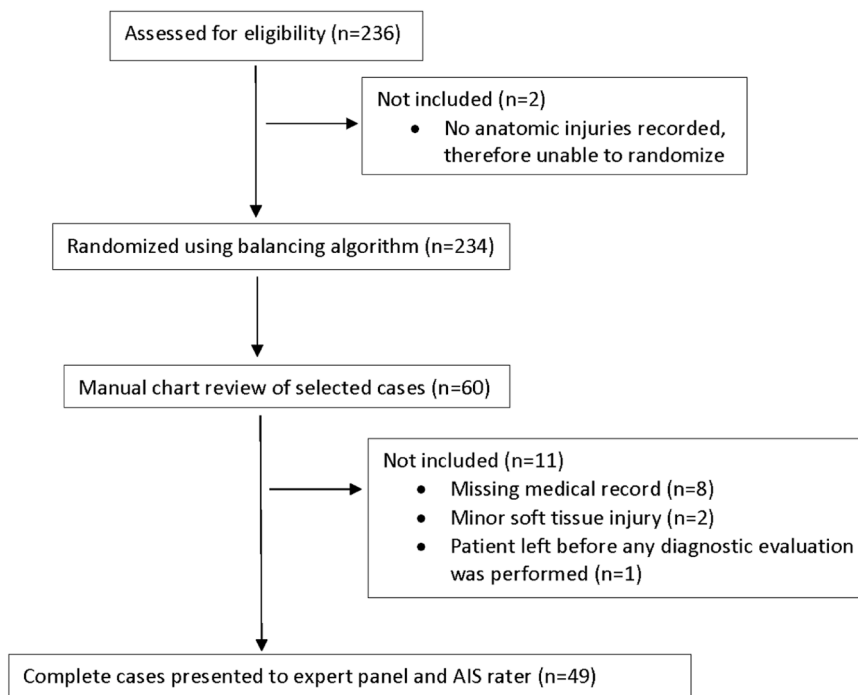 Assessed for eligibility (n=236)
Not included (n=2)
• No anatomic injuries recorded,
therefore unable to randomize
Randomized using balancing algorithm (n=234)
Manual chart review of selected cases (n=60)
Not included (n=11)
• Missing medical record (n=8)
• Minor soft tissue injury (n=2)
• Patient left before any diagnostic evaluation
was performed (n=1)
Complete cases presented to expert panel and AIS rater (n=49)